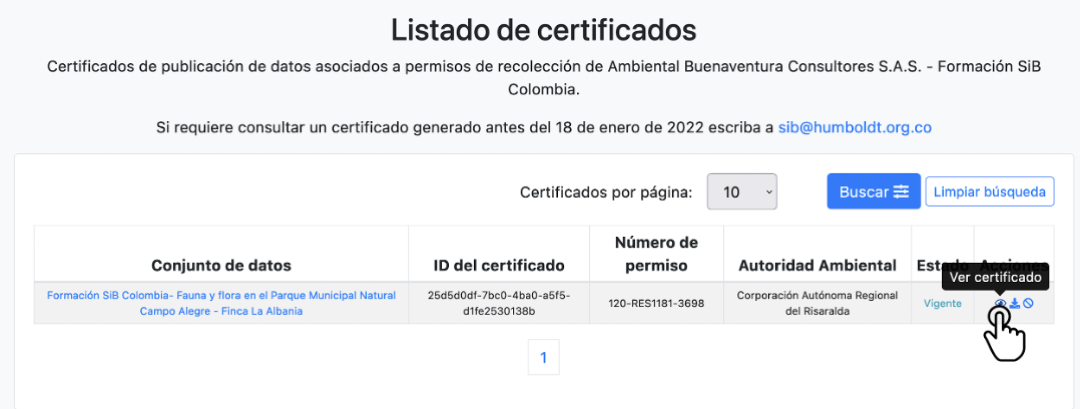 Listado de certificados
Certificados de publicación de datos asociados a permisos de recolección de Ambiental Buenaventura Consultores S.A.S. - Formación SiB
Colombia.
Si requiere consultar un certificado generado antes del 18 de enero de 2022 escriba a sib@humboldt.org.co
Certificados por página: 10 Buscar Limpiar búsqueda
Conjunto de datos ID del certificado Número de permiso Autoridad Ambiental Estado Acciones
Ver certificado
Formación SiB Colombia- Fauna y flora en el Parque Municipal Natural
Campo Alegre - Finca La Albania
25d5d0df-7bc0-4ba0-a5f5-
d1fe2530138b
120-RES1181-3698
Corporación Autónoma Regional
del Risaralda
Vigente
1